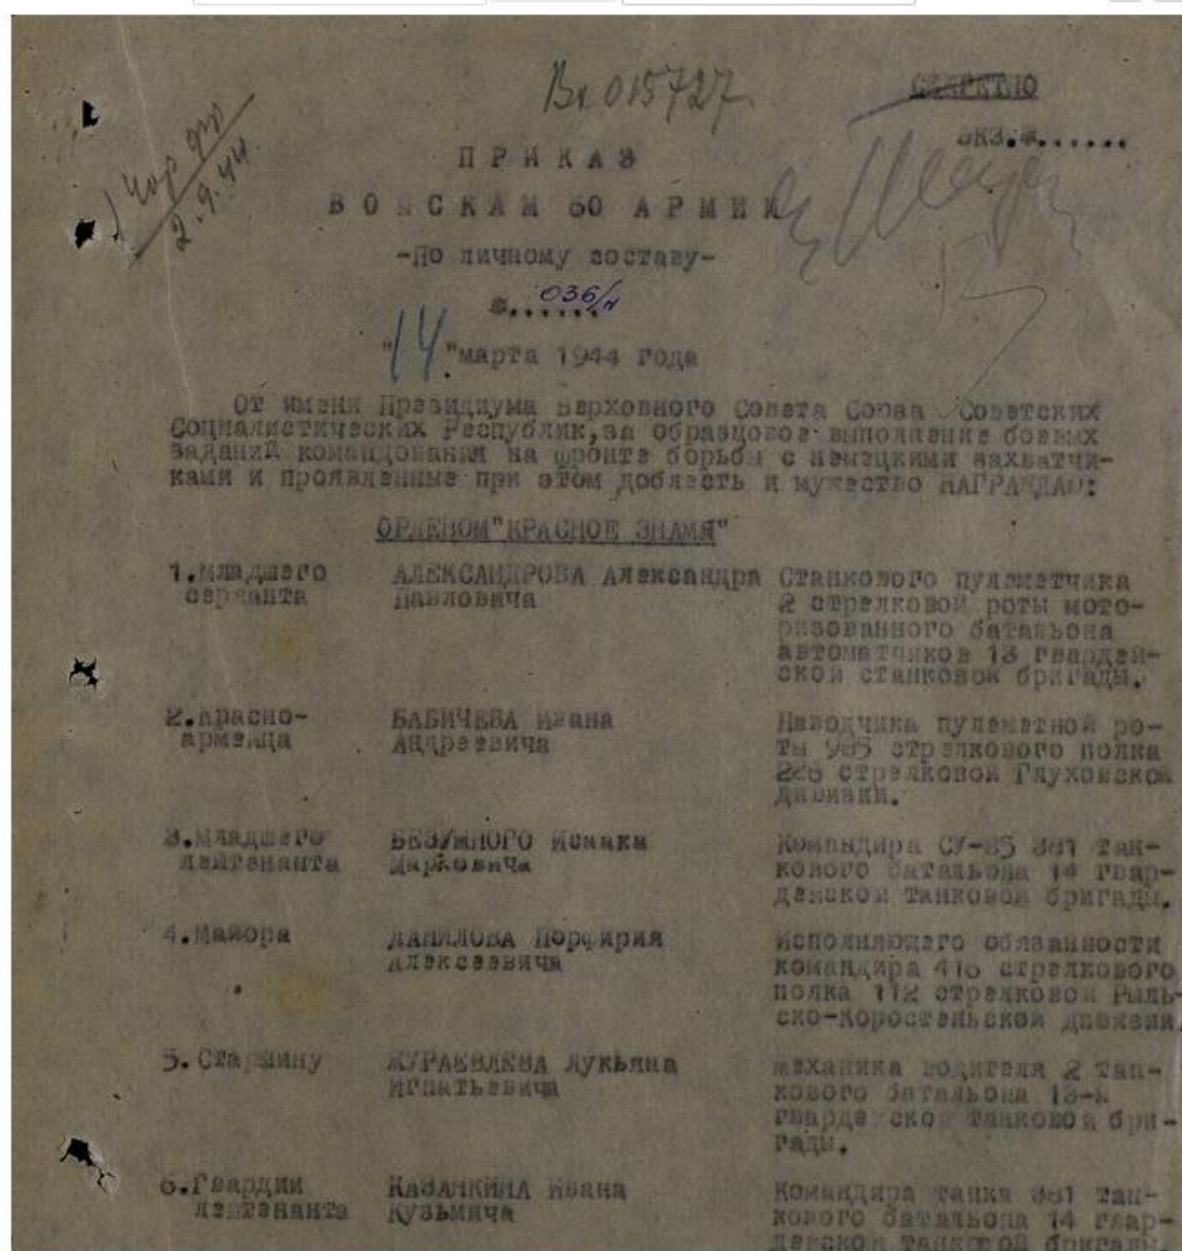 Вх 015727
СЕКРЕТНО
экз.№......
2.9.44
ПРИКАЗ
ВОЙСКАМ 60 АРМИИ
-По личному составу-
№ 036/н
"14" марта 1944 года
От имени Президиума Верховного Совета Союза Советских
Социалистических Республик,за образцовое выполнение боевых
заданий командования на фронте борьбы с немецкими захватчи-
ками и проявленные при этом доблесть и мужество НАГРАЖДАЮ:
ОРДЕНОМ"КРАСНОЕ ЗНАМЯ"
1.Младшего АЛЕКСАНДРОВА Александра Станкового пулеметчика
сержанта Павловича 2 стрелковой роты мото-
ризованного батальона
автоматчиков 13 гвардей-
ской станковой бригады.
2.Красно- БАБИЧЕВА Ивана Наводчика пулеметной ро-
армейца Андреевича ты 985 стрелкового полка
226 стрелковой Глуховской
дивизии.
3.Младшего БЕЗУМНОГО Исаака Командира СУ-85 381 тан-
лейтенанта Марковича кового батальона 14 гвар-
дейской танковой бригады.
4.Майора ДАНИЛОВА Порфирия Исполняющего обязанности
Алексеевича командира 416 стрелкового
полка 112 стрелковой Рыль-
ско-Коростеньской дивизии.
5.Старшину ЖУРАЕВЛЕВА Лукьяна механика водителя 2 тан-
Игнатьевича кового батальона 13-й
гвардейской танковой бри-
гады.
6.Гвардии КАЗАНКИНА Ивана Командира танка 381 тан-
лейтенанта Кузьмича кового батальона 14 гвар-
дейской танковой бригады.